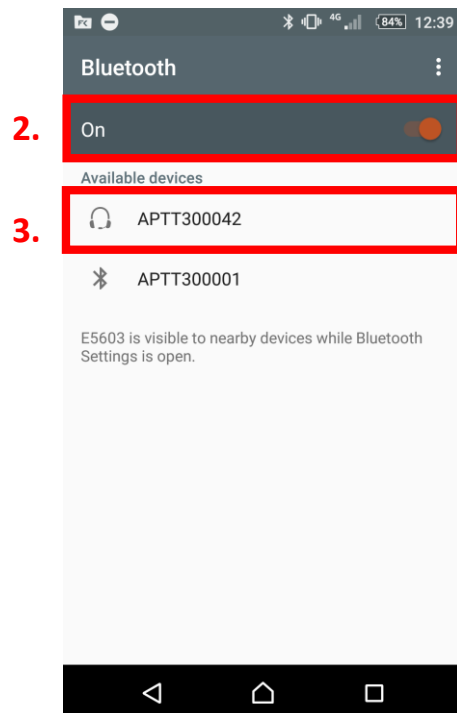 4G 84% 12:39
Bluetooth
2. On
Available devices
3. APTT300042
APTT300001
E5603 is visible to nearby devices while Bluetooth
Settings is open.